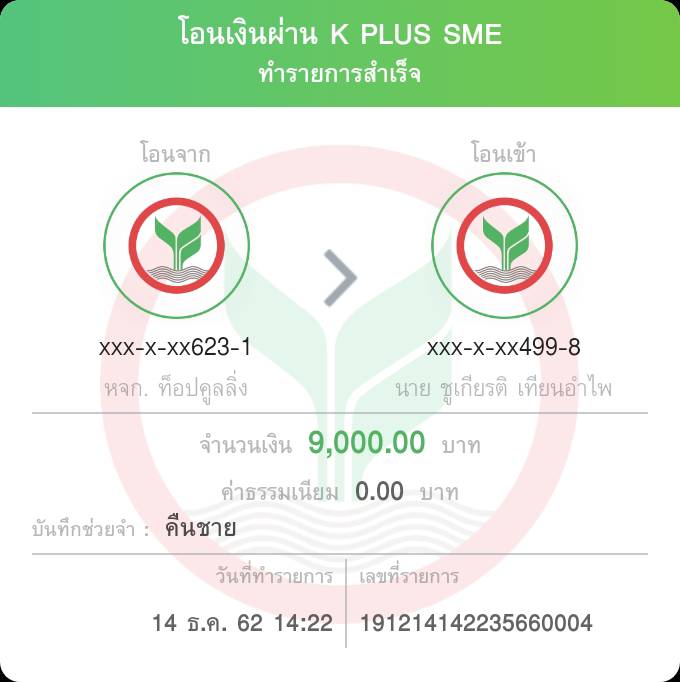 โอนเงินผ่าน K PLUS SME
ทำรายการสำเร็จ
โอนจาก
โอนเข้า
xxx-x-xx623-1
xxx-x-xx499-8
หจก. ท็อปคูลลิ่ง
นาย ชูเกียรติ เทียนอำไพ
จำนวนเงิน 9,000.00 บาท
ค่าธรรมเนียม 0.00 บาท
บันทึกช่วยจำ : คืนชาย
วันที่ทำรายการ
เลขที่รายการ
14 ธ.ค. 62 14:22
191214142235660004